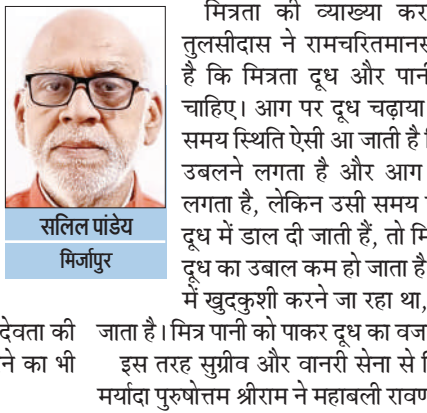 मित्रता की व्याख्या कर
तुलसीदास ने रामचरितमानस
है कि मित्रता दूध और पानी
चाहिए। आग पर दूध चढ़ाया
समय स्थिति ऐसी आ जाती है
उबलने लगता है और आग
लगता है, लेकिन उसी समय
दूध में डाल दी जाती हैं, तो
दूध का उबाल कम हो जाता है
में खुदकुशी करने जा रहा था,
जाता है। मित्र पानी को पाकर दूध का वज
इस तरह सुग्रीव और वानरी सेना से
मर्यादा पुरुषोत्तम श्रीराम ने महाबली रावण
सलिल पांडेय
मिर्जापुर
देवता की
ने का भी